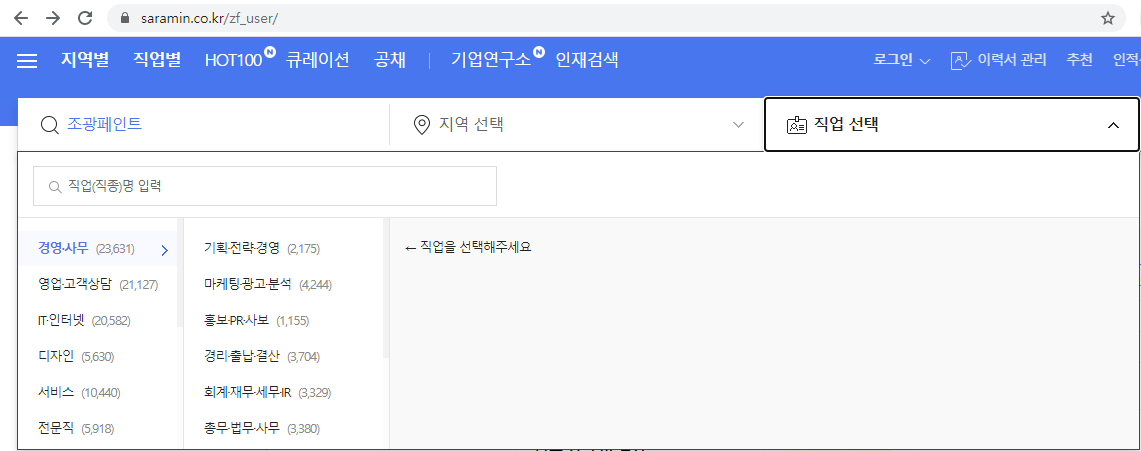 saramin.co.kr/zf_user/
지역별 직업별 HOT100 N 큐레이션 공채 기업연구소 N 인재검색 로그인 이력서 관리 추천
조광페인트 지역 선택 직업 선택
직업(직종)명 입력
경영·사무 (23,631) 기획·전략·경영 (2,175) ← 직업을 선택해주세요
영업·고객상담 (21,127) 마케팅·광고·분석 (4,244)
IT·인터넷 (20,582) 홍보·PR·사보 (1,155)
디자인 (5,630) 경리·출납·결산 (3,704)
서비스 (10,440) 회계·재무·세무·IR (3,329)
전문직 (5,918) 총무·법무·사무 (3,380)